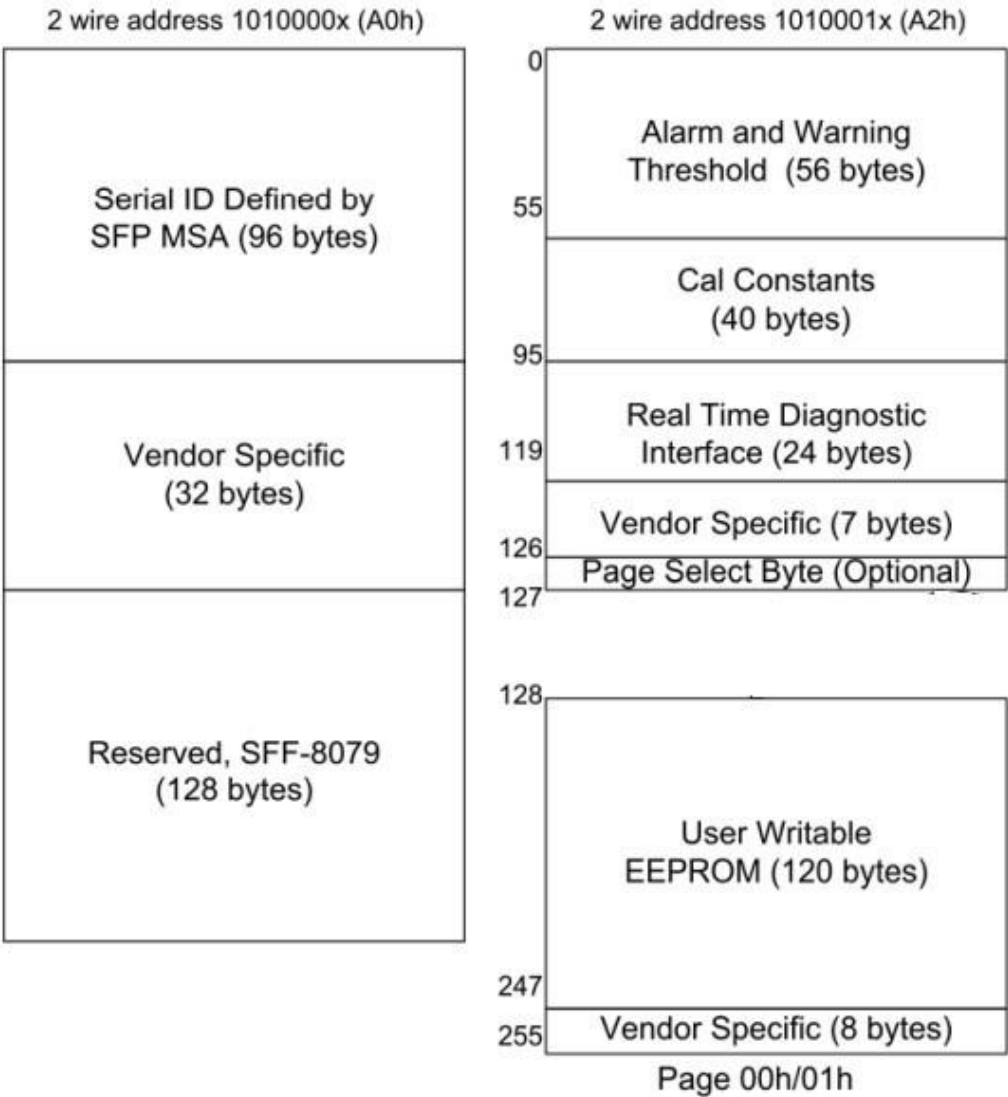 2 wire address 1010000x (A0h)
Serial ID Defined by
SFP MSA (96 bytes)
Vendor Specific
(32 bytes)
Reserved, SFF-8079
(128 bytes)
2 wire address 1010001x (A2h)
0
Alarm and Warning
Threshold (56 bytes)
55
Cal Constants
(40 bytes)
95
Real Time Diagnostic
Interface (24 bytes)
119
Vendor Specific (7 bytes)
126
Page Select Byte (Optional)
127
128
User Writable
EEPROM (120 bytes)
247
Vendor Specific (8 bytes)
255
Page 00h/01h